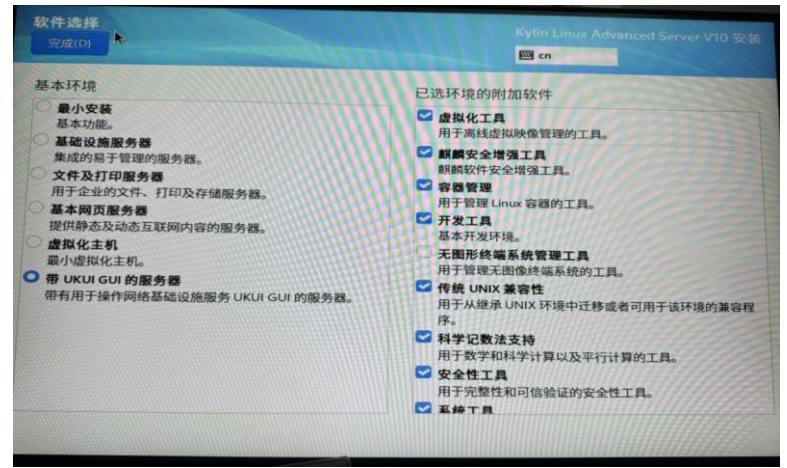 软件选择
完成(D)
Kylin Linux Advanced Server V10 安装
cn
基本环境
最小安装
基本功能。
基础设施服务器
集成的易于管理的服务器。
文件及打印服务器
用于企业的文件、打印及存储服务器。
基本网页服务器
提供静态及动态互联网内容的服务器。
虚拟化主机
最小虚拟化主机。
带 UKUI GUI 的服务器
带有用于操作网络基础设施服务 UKUI GUI 的服务器。
已选环境的附加软件
虚拟化工具
用于离线虚拟映像管理的工具。
麒麟安全增强工具
麒麟软件安全增强工具。
容器管理
用于管理 Linux 容器的工具。
开发工具
基本开发环境。
无图形终端系统管理工具
用于管理无图像终端系统的工具。
传统 UNIX 兼容性
用于从继承 UNIX 环境中迁移或者可用于该环境的兼容程
序。
科学记数法支持
用于数学和科学计算以及平行计算的工具。
安全性工具
用于完整性和可信验证的安全性工具。
系统工具